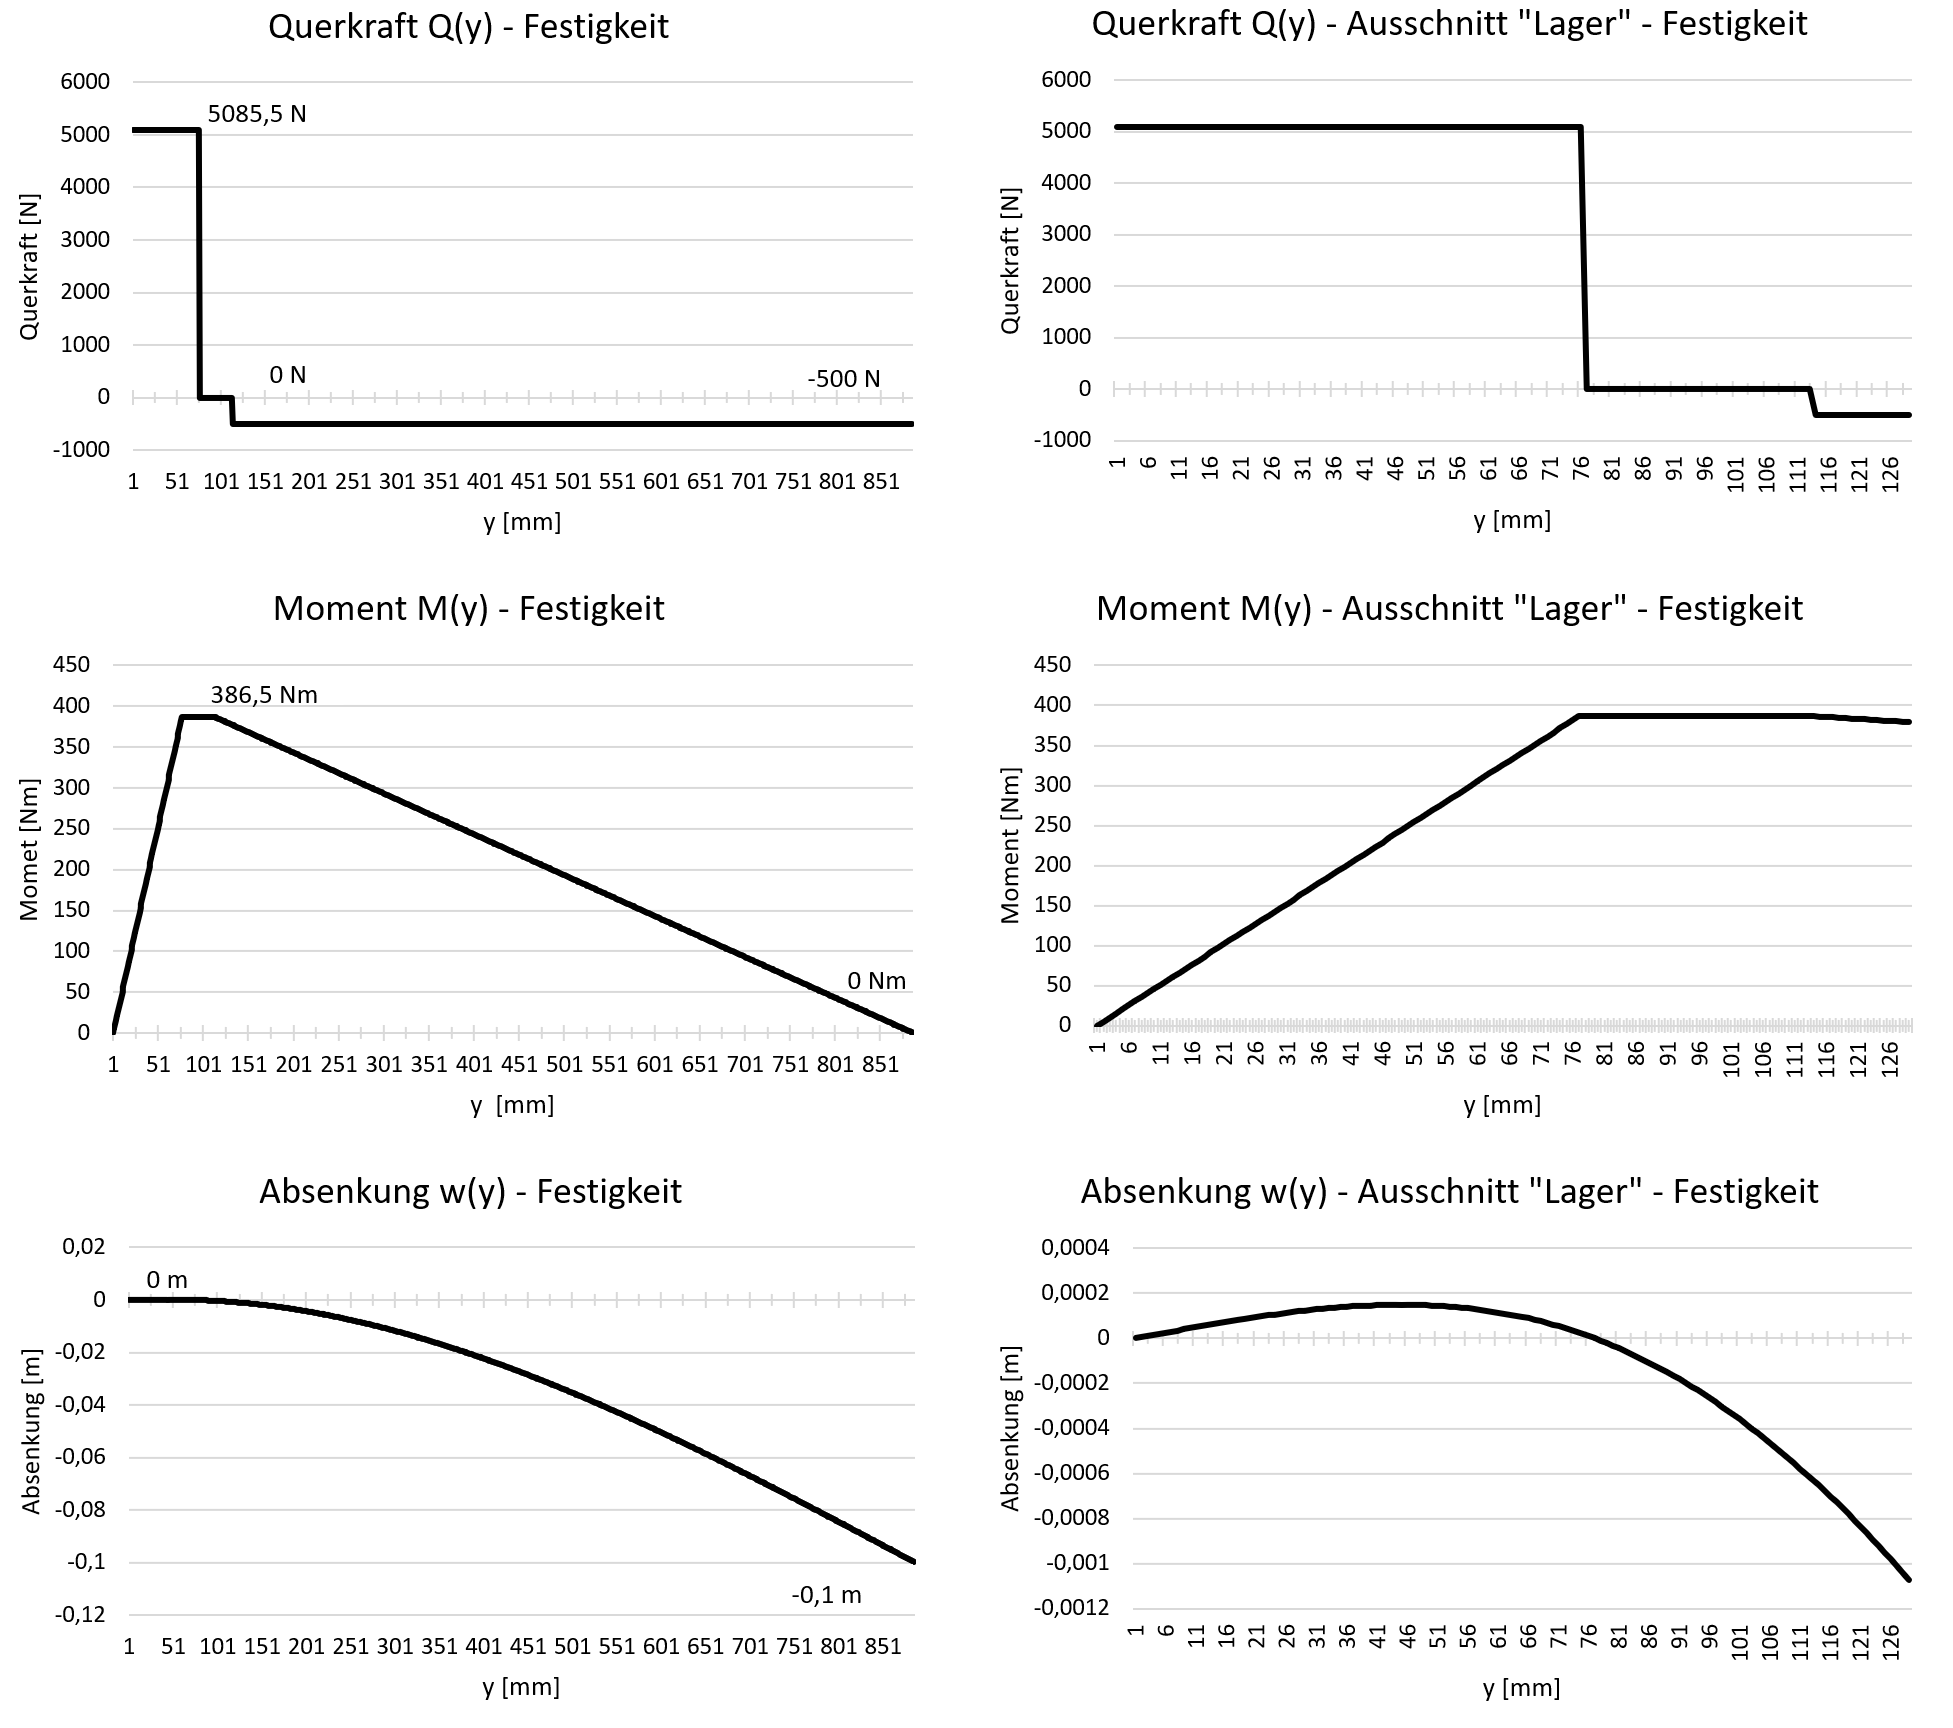 Querkraft Q(y) - Festigkeit
6000
5000
4000
3000
2000
1000
0
-1000
5085,5 N
0 N
-500 N
Querkraft [N]
1 51 101 151 201 251 301 351 401 451 501 551 601 651 701 751 801 851
y [mm]
Querkraft Q(y) - Ausschnitt "Lager" - Festigkeit
6000
5000
4000
3000
2000
1000
0
-1000
Querkraft [N]
1 6 11 16 21 26 31 36 41 46 51 56 61 66 71 76 81 86 91 96 101 106 111 116 121 126
y [mm]
Moment M(y) - Festigkeit
450
400
350
300
250
200
150
100
50
0
386,5 Nm
0 Nm
Momet [Nm]
1 51 101 151 201 251 301 351 401 451 501 551 601 651 701 751 801 851
y [mm]
Moment M(y) - Ausschnitt "Lager" - Festigkeit
450
400
350
300
250
200
150
100
50
0
Moment [Nm]
1 6 11 16 21 26 31 36 41 46 51 56 61 66 71 76 81 86 91 96 101 106 111 116 121 126
y [mm]
Absenkung w(y) - Festigkeit
0,02
0
-0,02
-0,04
-0,06
-0,08
-0,1
-0,12
0 m
-0,1 m
Absenkung [m]
1 51 101 151 201 251 301 351 401 451 501 551 601 651 701 751 801 851
y [mm]
Absenkung w(y) - Ausschnitt "Lager" - Festigkeit
0,0004
0,0002
0
-0,0002
-0,0004
-0,0006
-0,0008
-0,001
-0,0012
Absenkung [m]
1 6 11 16 21 26 31 36 41 46 51 56 61 66 71 76 81 86 91 96 101 106 111 116 121 126
y [mm]